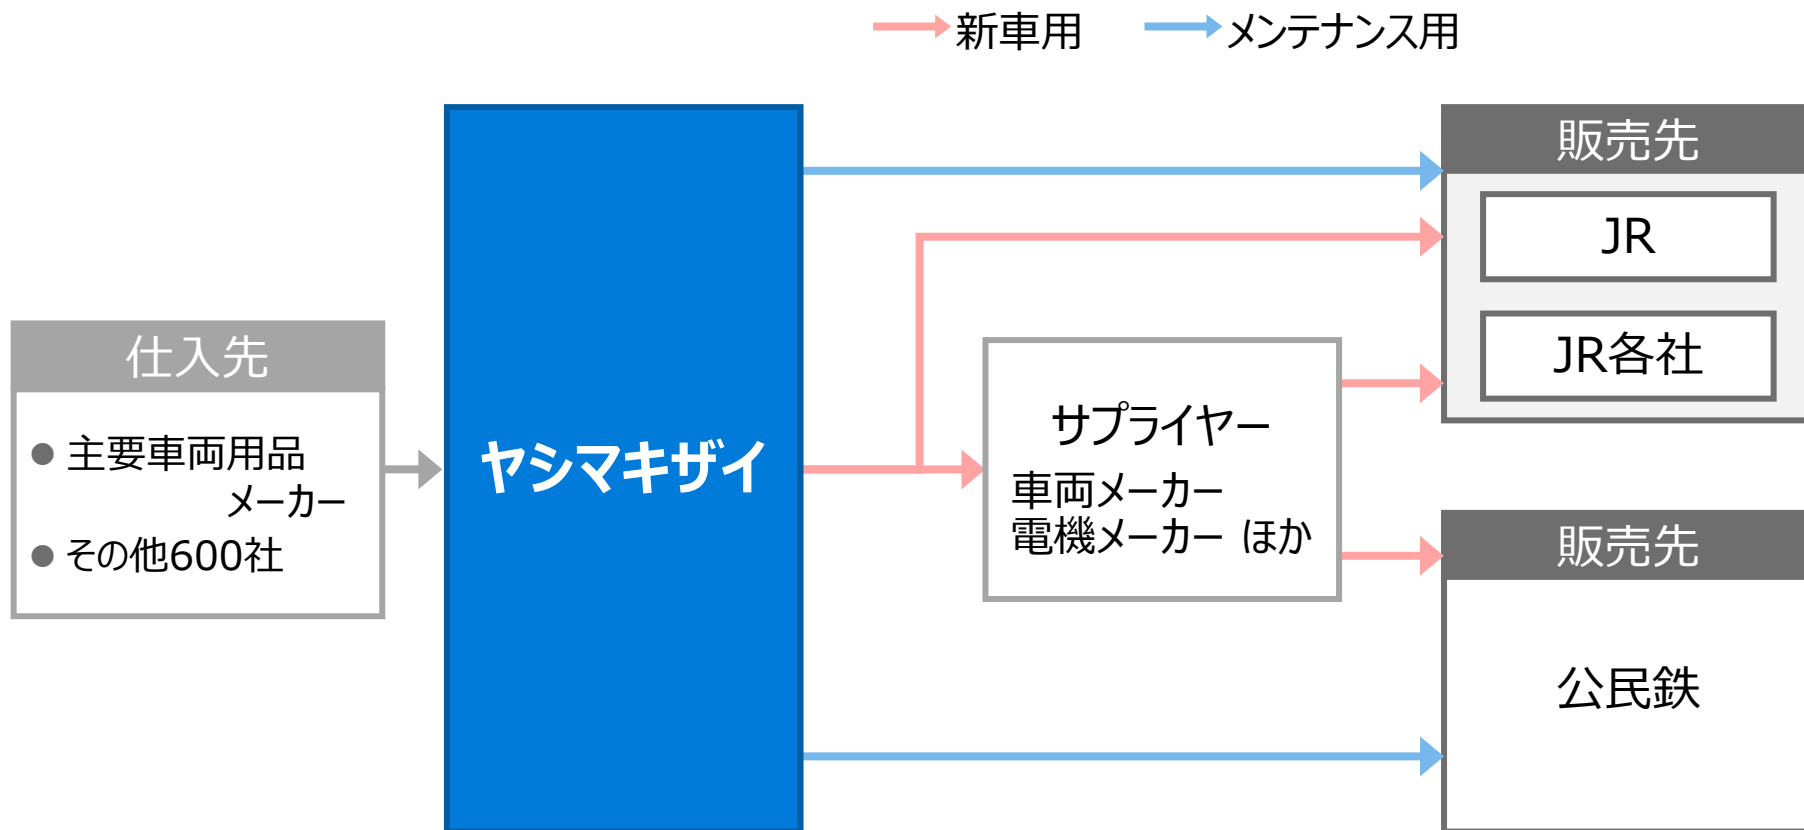 新車用
メンテナンス用
仕入先
● 主要車両用品
メーカー
● その他600社
ヤシマキザイ
サプライヤー
車両メーカー
電機メーカー ほか
販売先
JR
JR各社
販売先
公民鉄